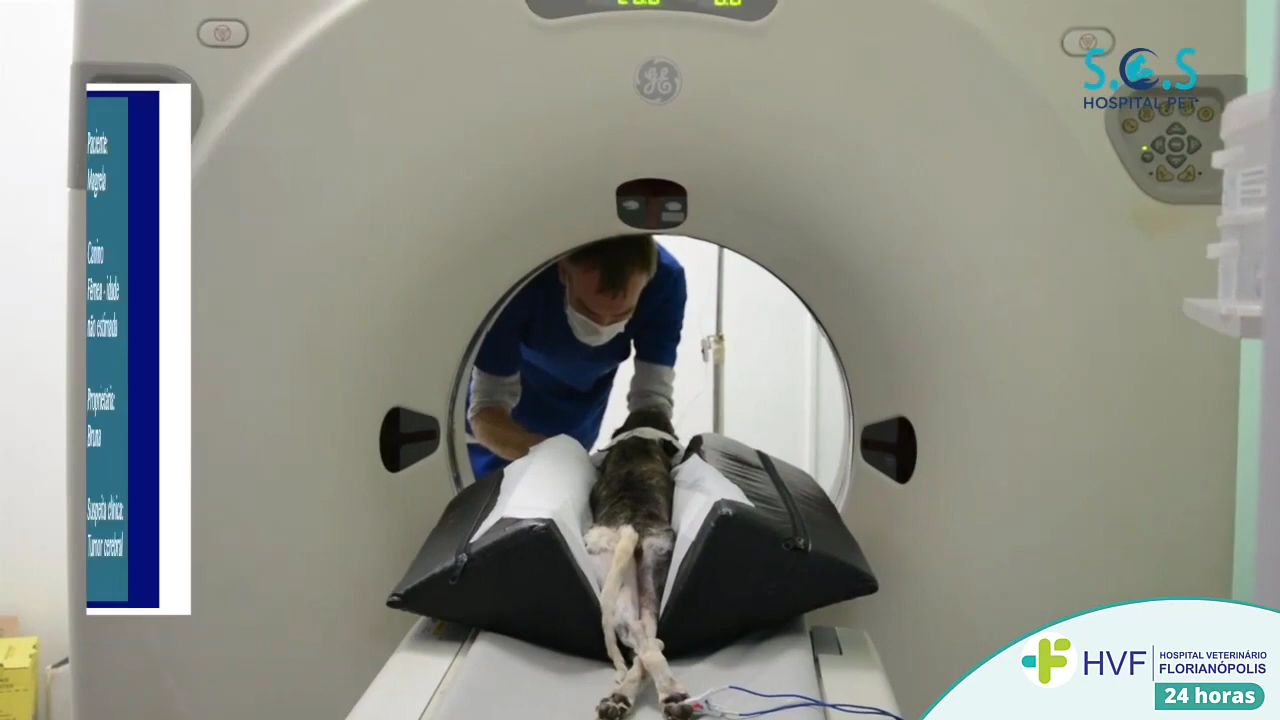 GE
S.O.S
HOSPITAL PET
Paciente:
Magrela
Canino
Fêmea - idade
não estimada
Proprietária:
Bruna
Suspeita clínica:
Tumor cerebral
HVF
HOSPITAL VETERINÁRIO
FLORIANÓPOLIS
24 horas